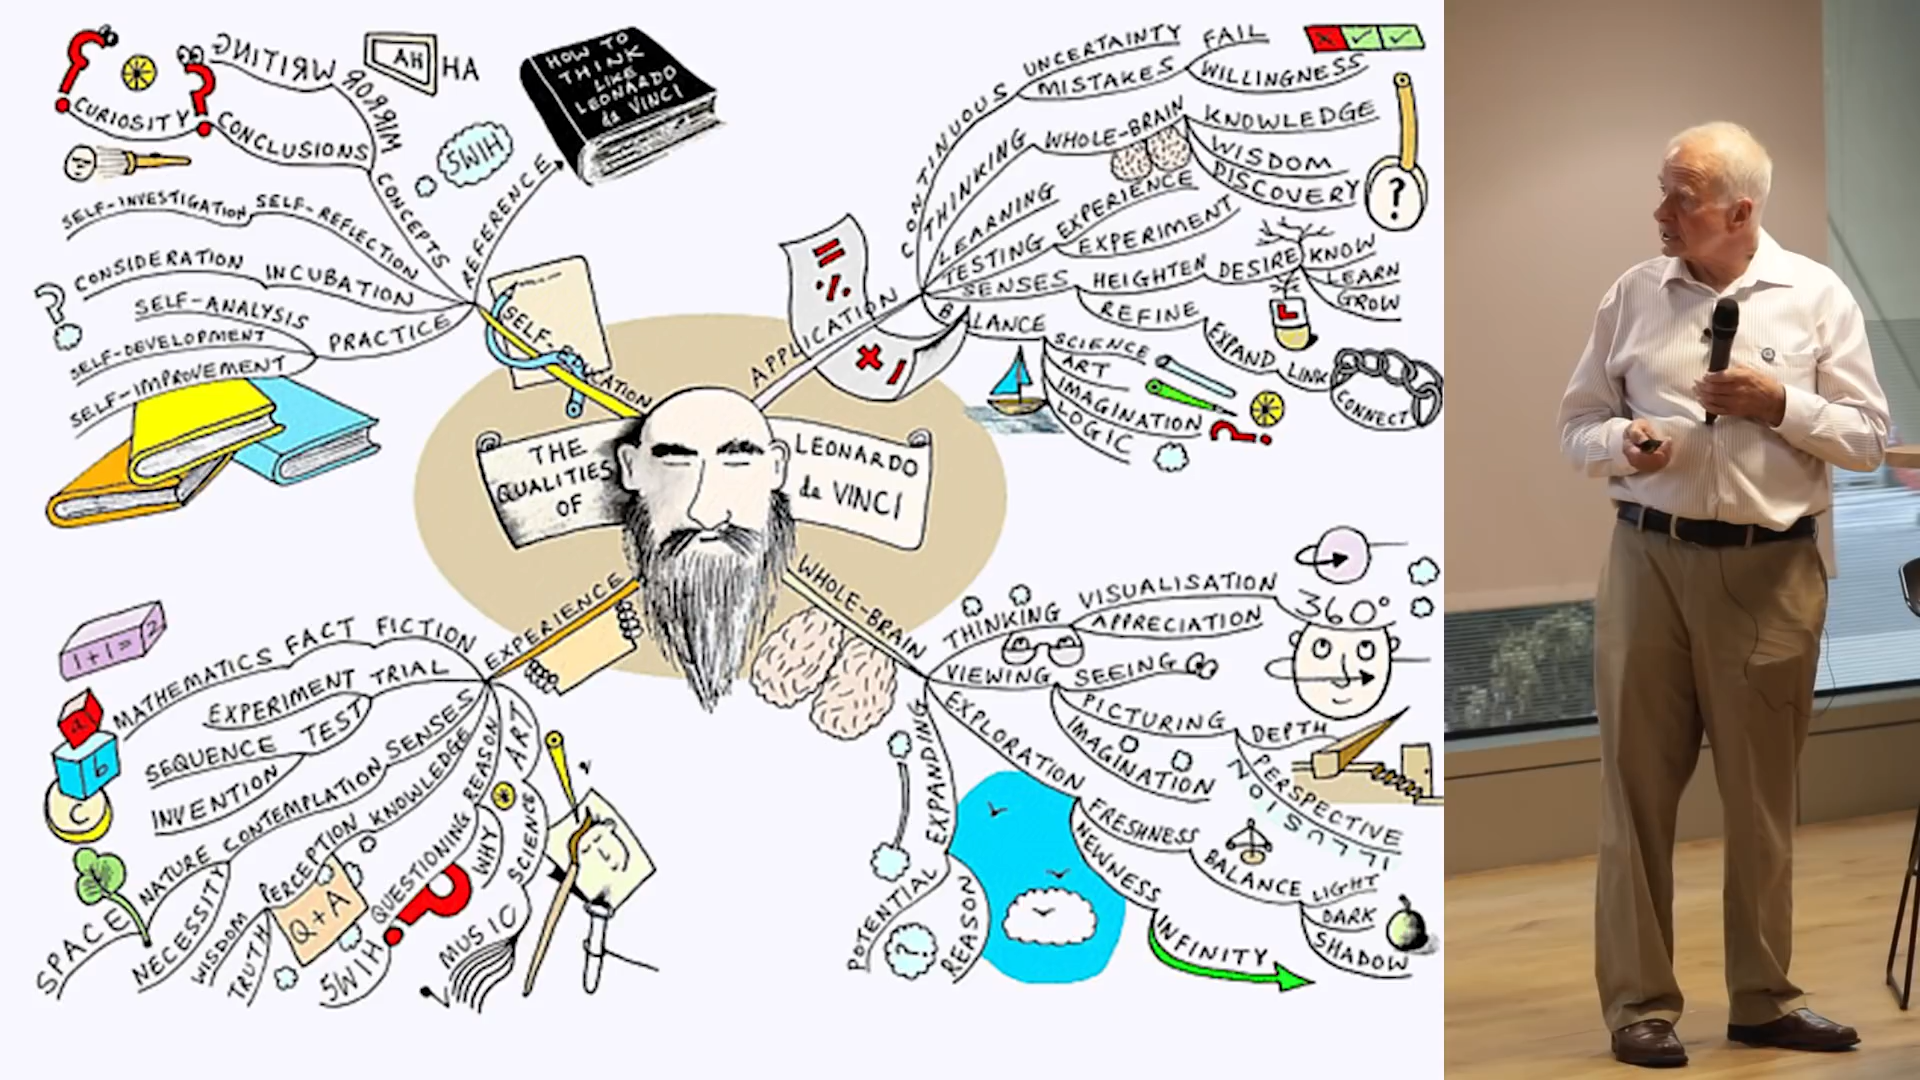 THE
QUALITIES
OF
LEONARDO
da VINCI
SELF-EDUCATION
REFERENCE
HOW TO
THINK
LIKE
LEONARDO
da VINCI
5W1H
CONCEPTS
MIRROR WRITING
AH
HA
CONCLUSIONS
CURIOSITY
SELF-REFLECTION
SELF-INVESTIGATION
INCUBATION
CONSIDERATION
PRACTICE
SELF-ANALYSIS
SELF-DEVELOPMENT
SELF-IMPROVEMENT
APPLICATION
CONTINUOUS
UNCERTAINTY
MISTAKES
FAIL
WILLINGNESS
THINKING
WHOLE-BRAIN
KNOWLEDGE
WISDOM
DISCOVERY
?
LEARNING
TESTING
EXPERIENCE
EXPERIMENT
SENSES
HEIGHTEN
DESIRE
KNOW
LEARN
GROW
L
REFINE
EXPAND
LINK
CONNECT
BALANCE
SCIENCE
ART
IMAGINATION
LOGIC
WHOLE-BRAIN
THINKING
VISUALISATION
360°
APPRECIATION
VIEWING
SEEING
PICTURING
DEPTH
PERSPECTIVE
IMAGINATION
EXPLORATION
FRESHNESS
BALANCE
LIGHT
DARK
SHADOW
NEWNESS
INFINITY
EXPANDING
POTENTIAL
REASON
EXPERIENCE
FACT FICTION
MATHEMATICS
1+1=2
TRIAL
EXPERIMENT
TEST
SEQUENCE
INVENTION
a
b
C
SENSES
CONTEMPLATION
NATURE
SPACE
NECESSITY
KNOWLEDGE
PERCEPTION
WISDOM
TRUTH
Q+A
REASON
QUESTIONING
5W1H
WHY
ART
SCIENCE
MUSIC